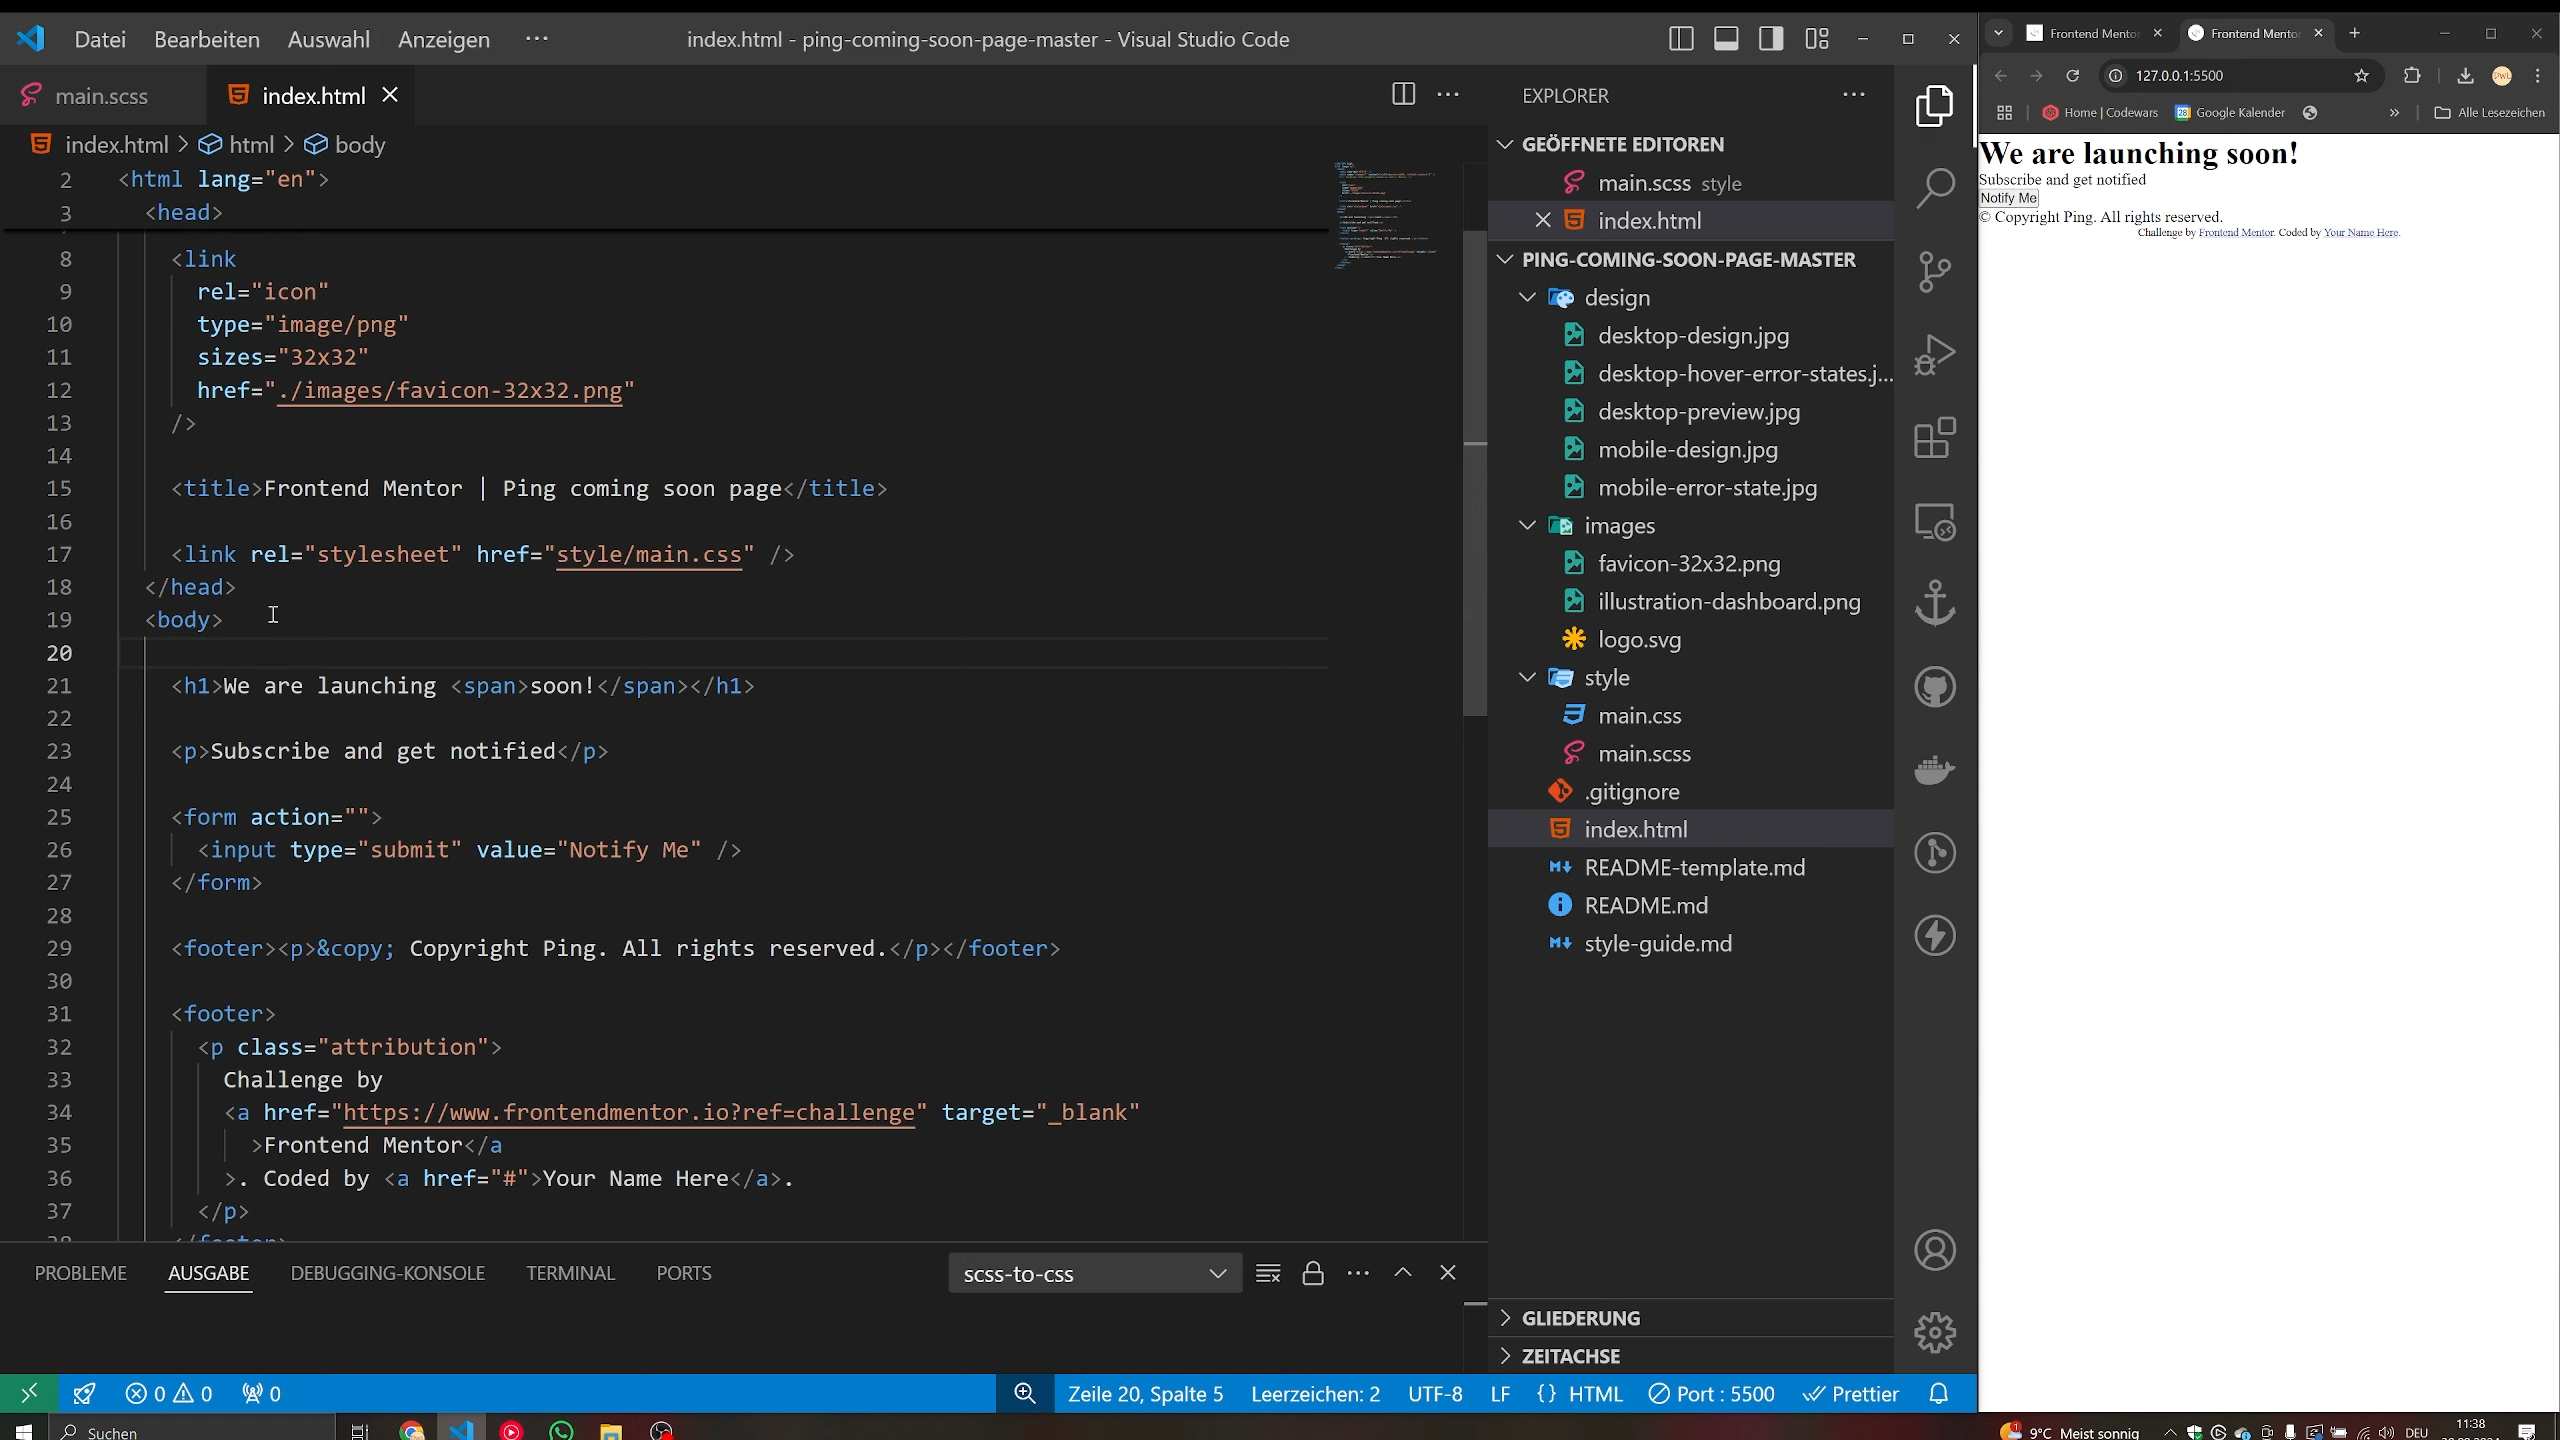 Datei Bearbeiten Auswahl Anzeigen ··· index.html - ping-coming-soon-page-master - Visual Studio Code
main.scss index.html
index.html > html > body
2 <html lang="en">
3 <head>
8 <link
9 rel="icon"
10 type="image/png"
11 sizes="32x32"
12 href="./images/favicon-32x32.png"
13 />
14
15 <title>Frontend Mentor | Ping coming soon page</title>
16
17 <link rel="stylesheet" href="style/main.css" />
18 </head>
19 <body>
20
21 <h1>We are launching <span>soon!</span></h1>
22
23 <p>Subscribe and get notified</p>
24
25 <form action="">
26 <input type="submit" value="Notify Me" />
27 </form>
28
29 <footer><p>&copy; Copyright Ping. All rights reserved.</p></footer>
30
31 <footer>
32 <p class="attribution">
33 Challenge by
34 <a href="https://www.frontendmentor.io?ref=challenge" target="_blank"
35 >Frontend Mentor</a
36 >. Coded by <a href="#">Your Name Here</a>.
37 </p>
38 </footer>
PROBLEME AUSGABE DEBUGGING-KONSOLE TERMINAL PORTS scss-to-css
EXPLORER
GEÖFFNETE EDITOREN
main.scss style
index.html
PING-COMING-SOON-PAGE-MASTER
design
desktop-design.jpg
desktop-hover-error-states.j...
desktop-preview.jpg
mobile-design.jpg
mobile-error-state.jpg
images
favicon-32x32.png
illustration-dashboard.png
logo.svg
style
main.css
main.scss
.gitignore
index.html
README-template.md
README.md
style-guide.md
GLIEDERUNG
ZEITACHSE
0 0 0 Zeile 20, Spalte 5 Leerzeichen: 2 UTF-8 LF {} HTML Port : 5500 Prettier
Frontend Mentor Frontend Mentor
127.0.0.1:5500
Home | Codewars Google Kalender » Alle Lesezeichen
We are launching soon!
Subscribe and get notified
Notify Me
© Copyright Ping. All rights reserved.
Challenge by Frontend Mentor. Coded by Your Name Here.
Suchen 9°C Meist sonnig DEU 11:38